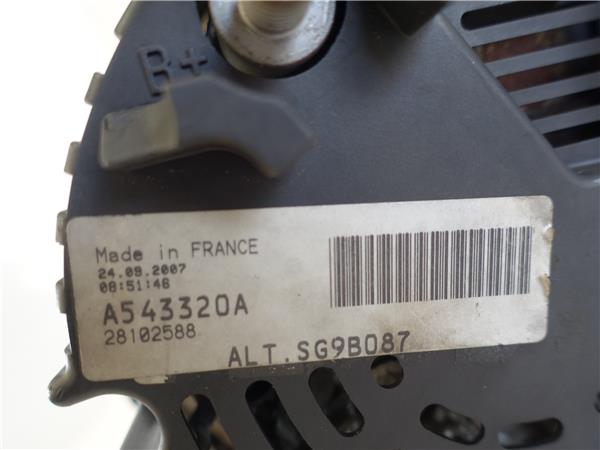 B+
Made in FRANCE
24.09.2007
08:51:46
A543320A
28102588
ALT.SG9B087